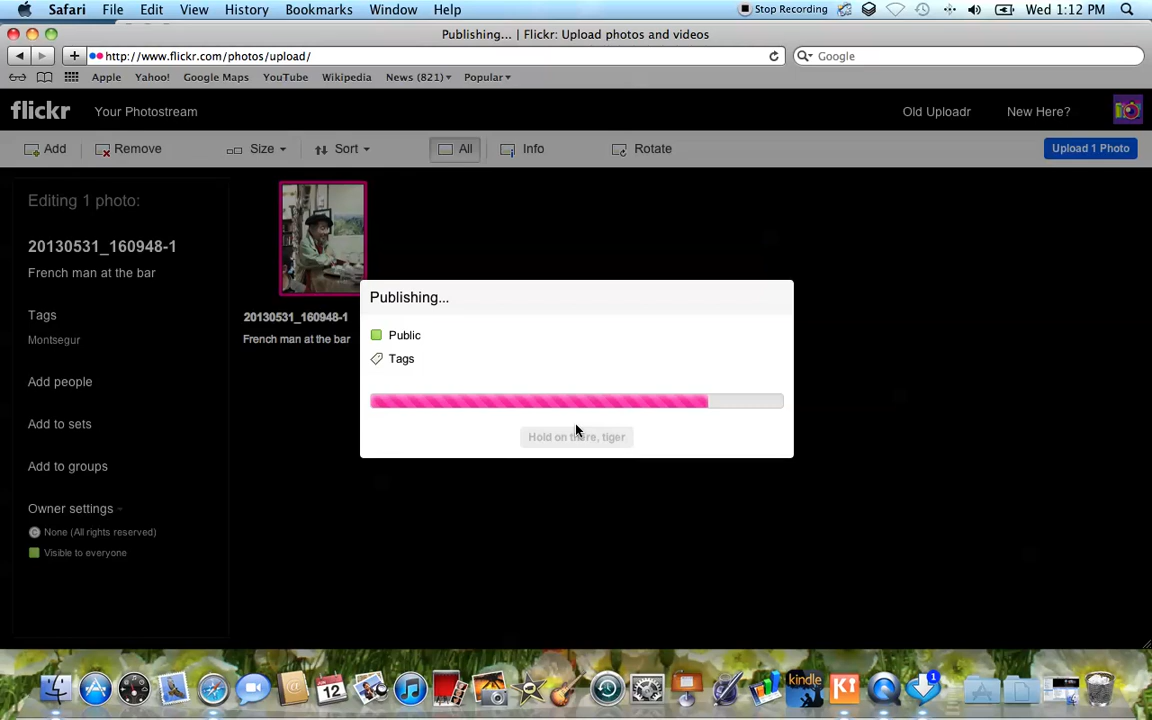 Safari File Edit View History Bookmarks Window Help Stop Recording Wed 1:12 PM
Publishing... | Flickr: Upload photos and videos
http://www.flickr.com/photos/upload/ Google
Apple Yahoo! Google Maps YouTube Wikipedia News (821) Popular
flickr Your Photostream Old Uploadr New Here?
Add Remove Size Sort All Info Rotate Upload 1 Photo
Editing 1 photo:
20130531_160948-1
French man at the bar
Tags
Montsegur
Add people
Add to sets
Add to groups
Owner settings
None (All rights reserved)
Visible to everyone
20130531_160948-1
French man at the bar
Publishing...
Public
Tags
Hold on there, tiger
12
kindle
1